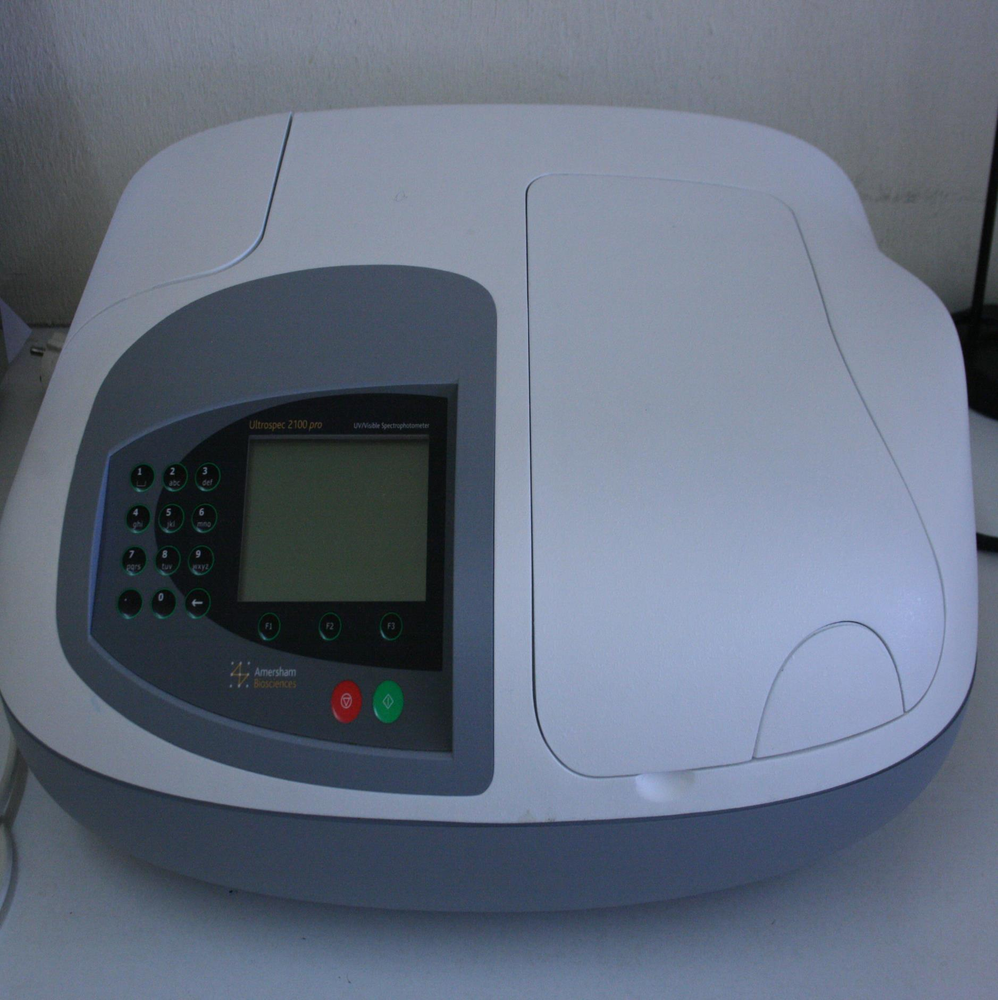 Ultrospec 2100 pro
UV/Visible Spectrophotometer
1 2 3
abc def
4 5 6
ghi jkl mno
7 8 9
pqrs tuv wxyz
. 0 ←
F1 F2 F3
Amersham
Biosciences